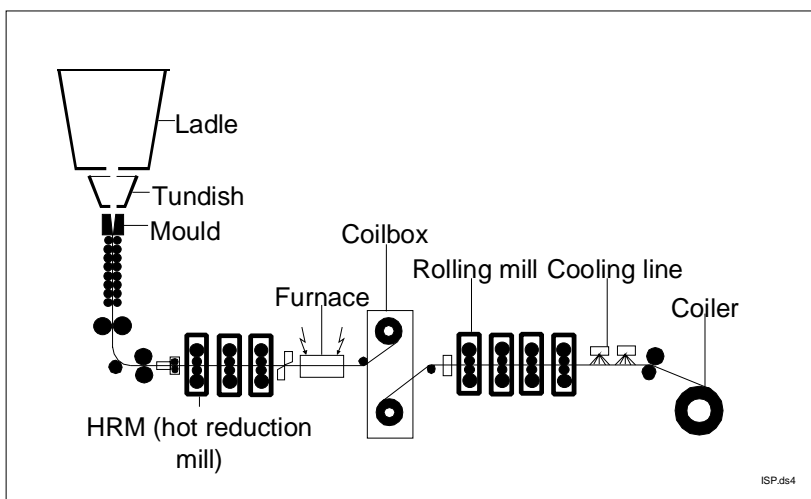 Ladle
Tundish
Mould
Coilbox
Rolling mill
Cooling line
Furnace
Coiler
HRM (hot reduction
mill)
ISP.ds4